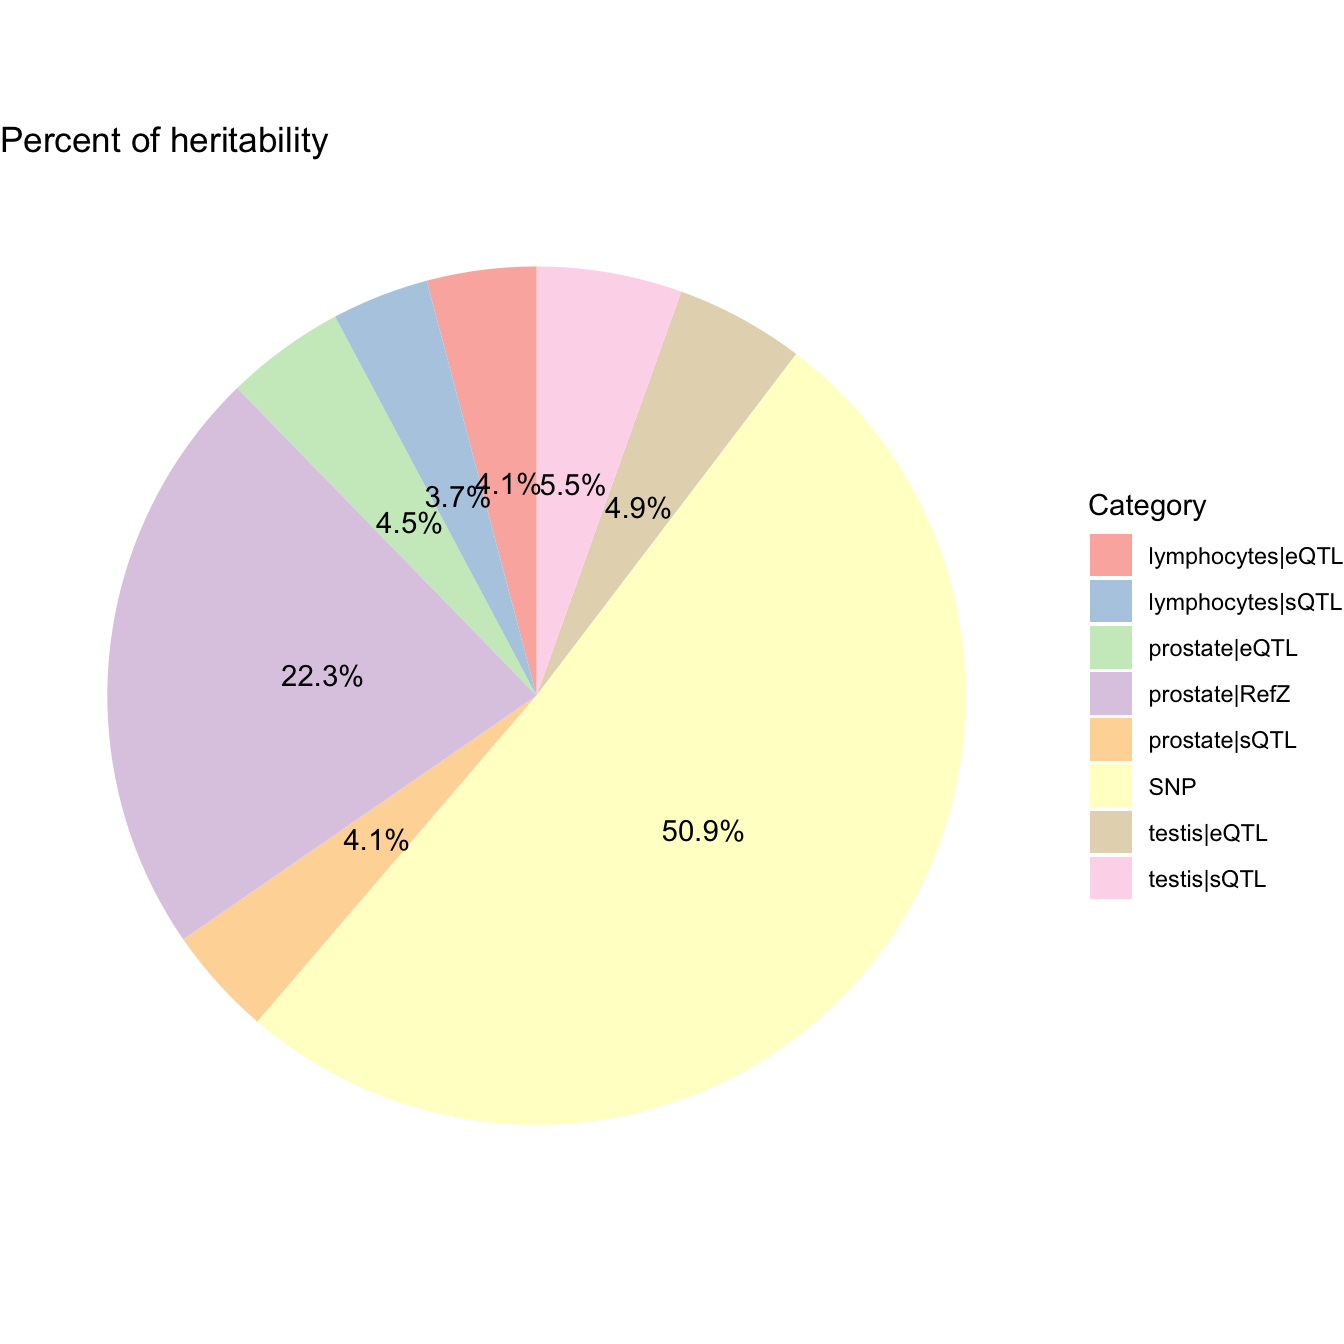 Percent of heritability
4.1%
5.5%
3.7%
4.9%
4.5%
22.3%
50.9%
4.1%
Category
lymphocytes|eQTL
lymphocytes|sQTL
prostate|eQTL
prostate|RefZ
prostate|sQTL
SNP
testis|eQTL
testis|sQTL